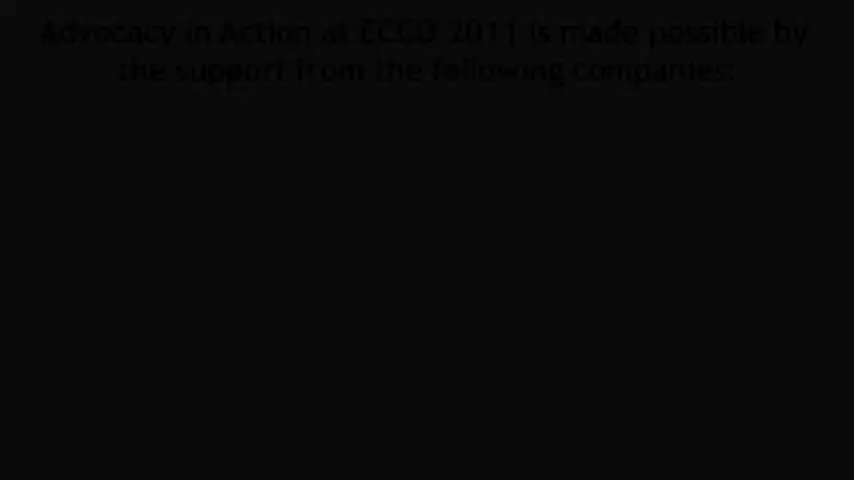 Advocacy in Action at ECCO 2011 is made possible by
the support from the following companies: